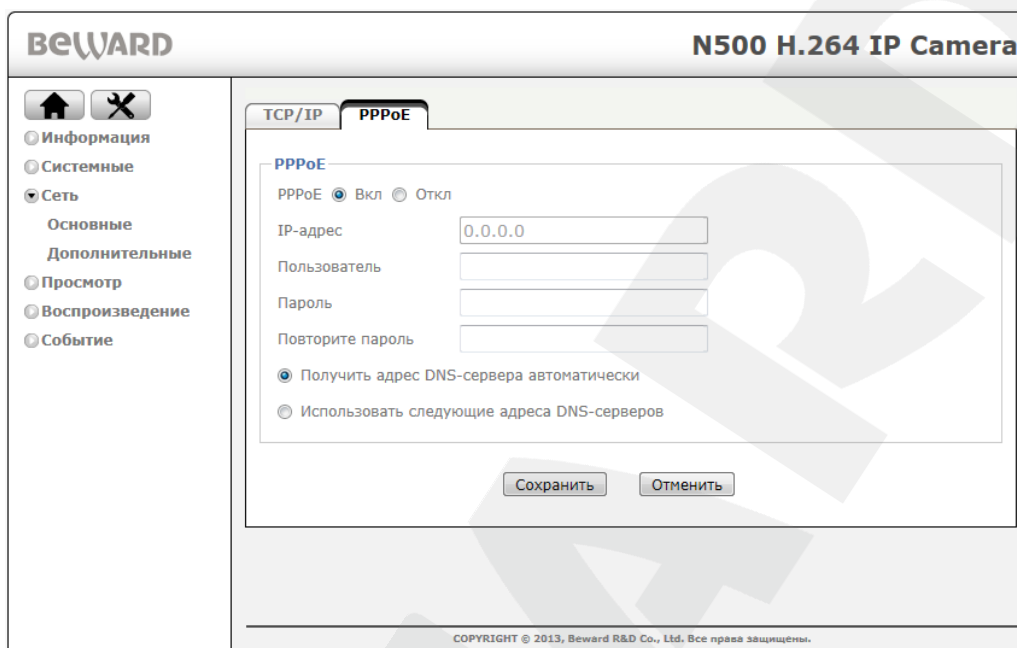 BEWARD
N500 H.264 IP Camera
Информация
Системные
Сеть
Основные
Дополнительные
Просмотр
Воспроизведение
Событие
TCP/IP
PPPoE
PPPoE
PPPoE Вкл Откл
IP-адрес 0.0.0.0
Пользователь
Пароль
Повторите пароль
Получить адрес DNS-сервера автоматически
Использовать следующие адреса DNS-серверов
Сохранить
Отменить
COPYRIGHT © 2013, Beward R&D Co., Ltd. Все права защищены.